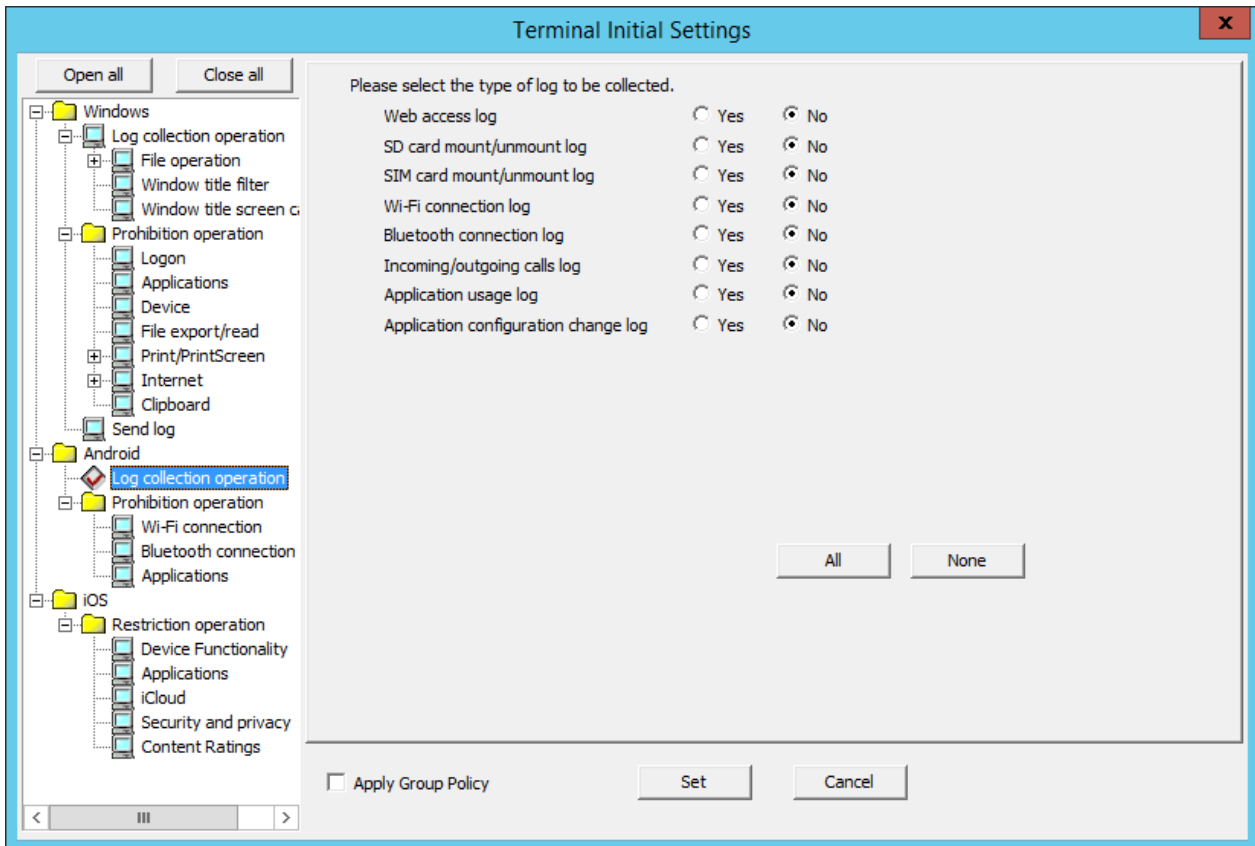 Terminal Initial Settings
x
Open all
Close all
Windows
Log collection operation
File operation
Window title filter
Window title screen ca
Prohibition operation
Logon
Applications
Device
File export/read
Print/PrintScreen
Internet
Clipboard
Send log
Android
Log collection operation
Prohibition operation
Wi-Fi connection
Bluetooth connection
Applications
iOS
Restriction operation
Device Functionality
Applications
iCloud
Security and privacy
Content Ratings
Please select the type of log to be collected.
Web access log Yes No
SD card mount/unmount log Yes No
SIM card mount/unmount log Yes No
Wi-Fi connection log Yes No
Bluetooth connection log Yes No
Incoming/outgoing calls log Yes No
Application usage log Yes No
Application configuration change log Yes No
All
None
Apply Group Policy
Set
Cancel